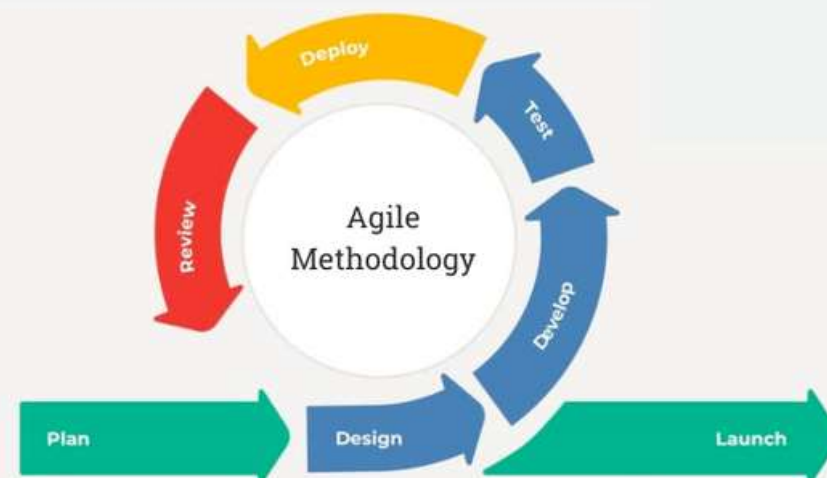 Deploy
Test
Review
Agile
Methodology
Develop
Plan
Design
Launch